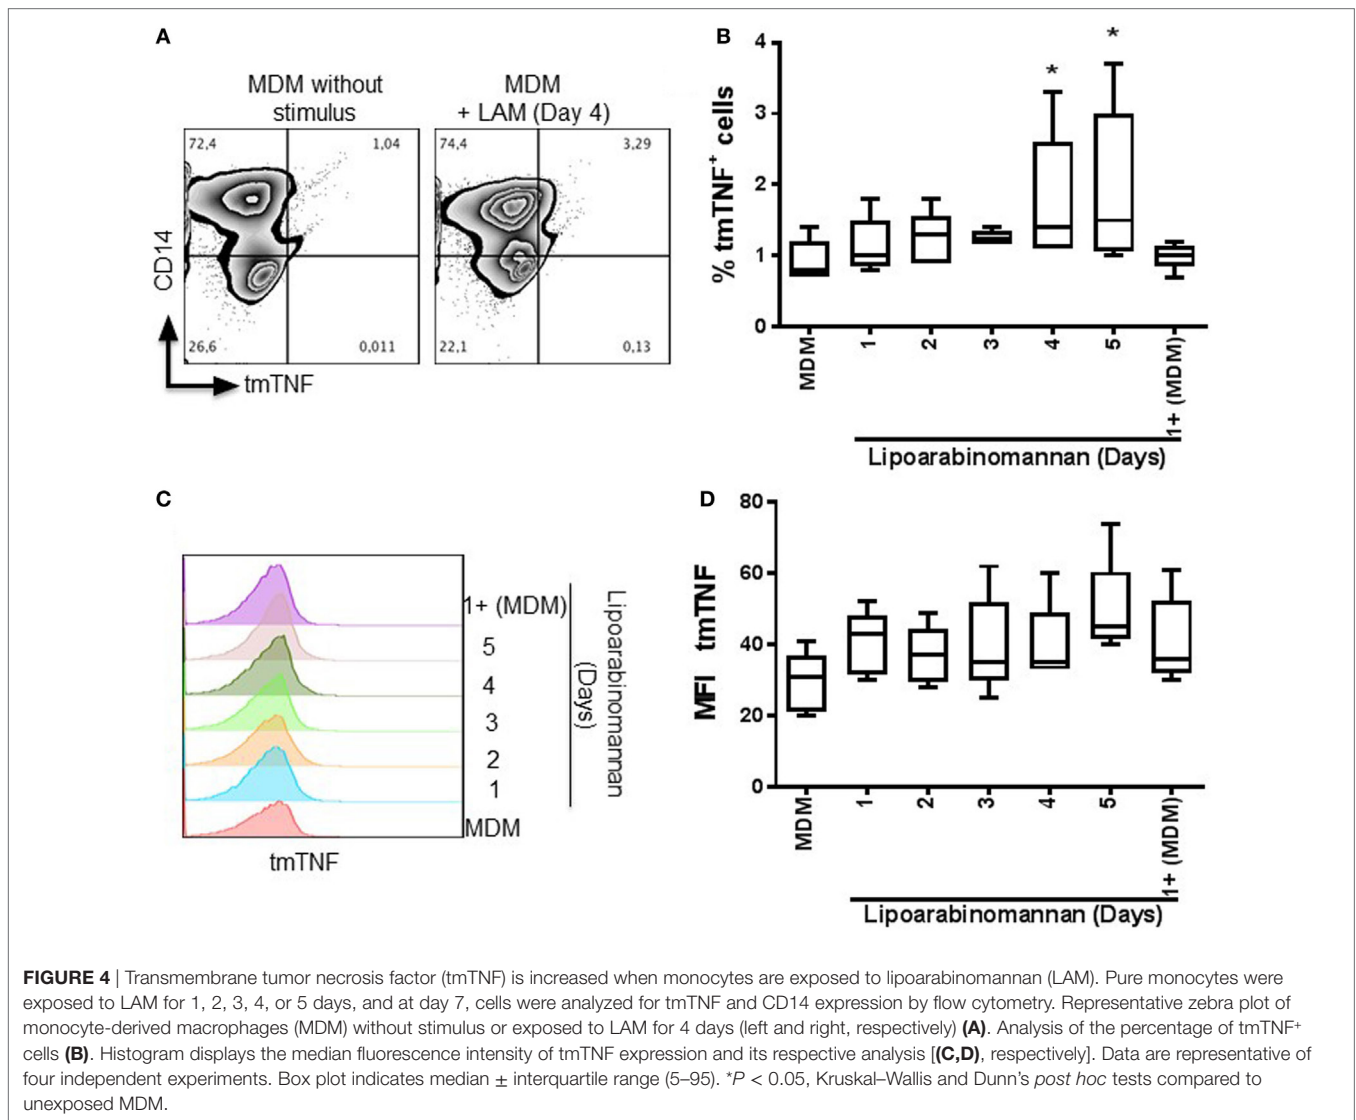 A
MDM without
stimulus
MDM
+ LAM (Day 4)
72,4
1,04
26,6
0,011
74,4
3,29
22,1
0,13
CD14
tmTNF
B
% tmTNF+ cells
4
3
2
1
0
MDM
1
2
3
4
5
1+ (MDM)
*
*
Lipoarabinomannan (Days)
C
1+ (MDM)
5
4
3
2
1
MDM
Lipoarabinomannan
(Days)
tmTNF
D
MFI tmTNF
80
60
40
20
0
MDM
1
2
3
4
5
1+ (MDM)
Lipoarabinomannan (Days)
FIGURE 4 | Transmembrane tumor necrosis factor (tmTNF) is increased when monocytes are exposed to lipoarabinomannan (LAM). Pure monocytes were
exposed to LAM for 1, 2, 3, 4, or 5 days, and at day 7, cells were analyzed for tmTNF and CD14 expression by flow cytometry. Representative zebra plot of
monocyte-derived macrophages (MDM) without stimulus or exposed to LAM for 4 days (left and right, respectively) (A). Analysis of the percentage of tmTNF+
cells (B). Histogram displays the median fluorescence intensity of tmTNF expression and its respective analysis [(C,D), respectively]. Data are representative of
four independent experiments. Box plot indicates median ± interquartile range (5–95). *P < 0.05, Kruskal–Wallis and Dunn's post hoc tests compared to
unexposed MDM.